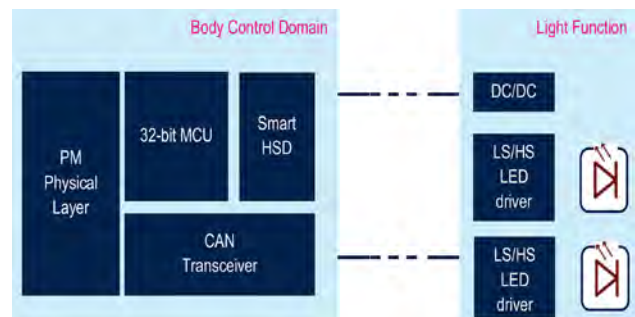 Body Control Domain
Light Function
PM
Physical
Layer
32-bit MCU
Smart
HSD
CAN
Transceiver
DC/DC
LS/HS
LED
driver
LS/HS
LED
driver